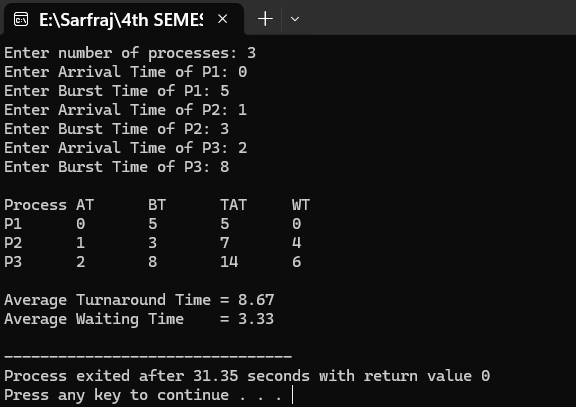 E:\Sarfraj\4th SEMES
Enter number of processes: 3
Enter Arrival Time of P1: 0
Enter Burst Time of P1: 5
Enter Arrival Time of P2: 1
Enter Burst Time of P2: 3
Enter Arrival Time of P3: 2
Enter Burst Time of P3: 8
Process AT BT TAT WT
P1 0 5 5 0
P2 1 3 7 4
P3 2 8 14 6
Average Turnaround Time = 8.67
Average Waiting Time = 3.33
--------------------------------
Process exited after 31.35 seconds with return value 0
Press any key to continue . . .